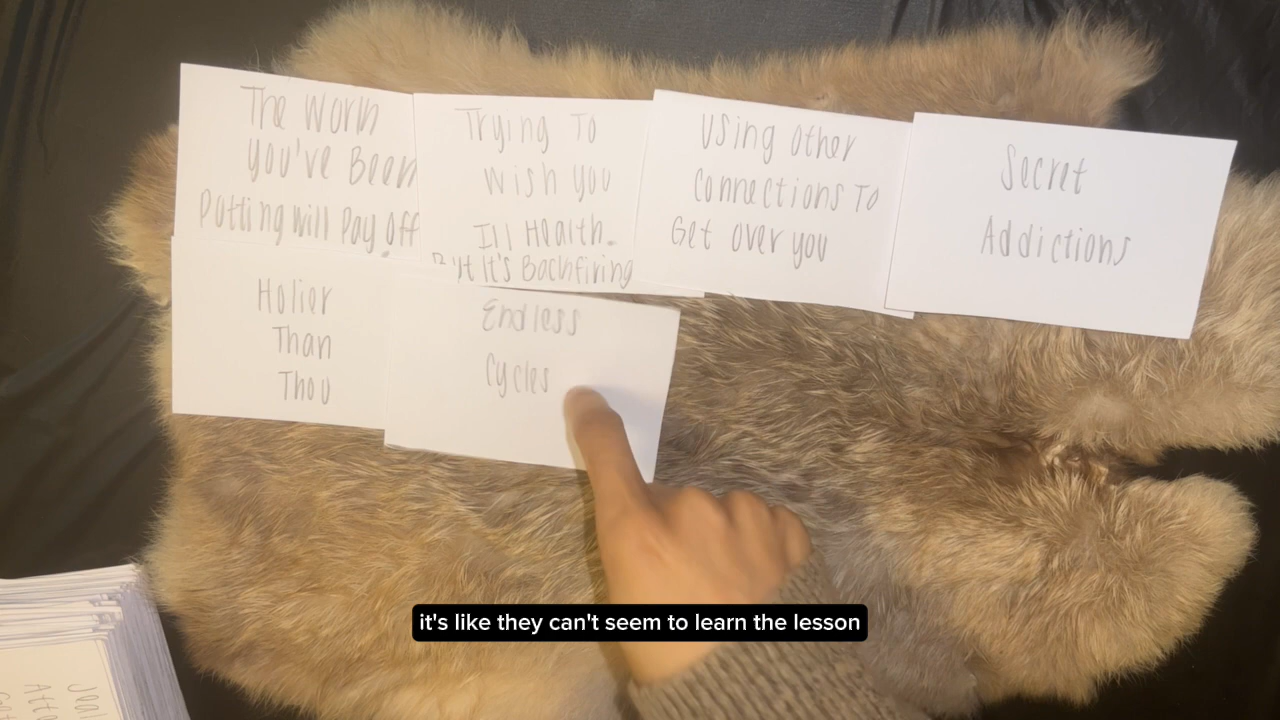 The Work
You've Been
Putting Will Pay Off.
Trying To
Wish You
Ill Health.
But It's Backfiring
Using Other
Connections To
Get Over You
Secret
Addictions
Holier
Than
Thou
Endless
Cycles
it's like they can't seem to learn the lesson